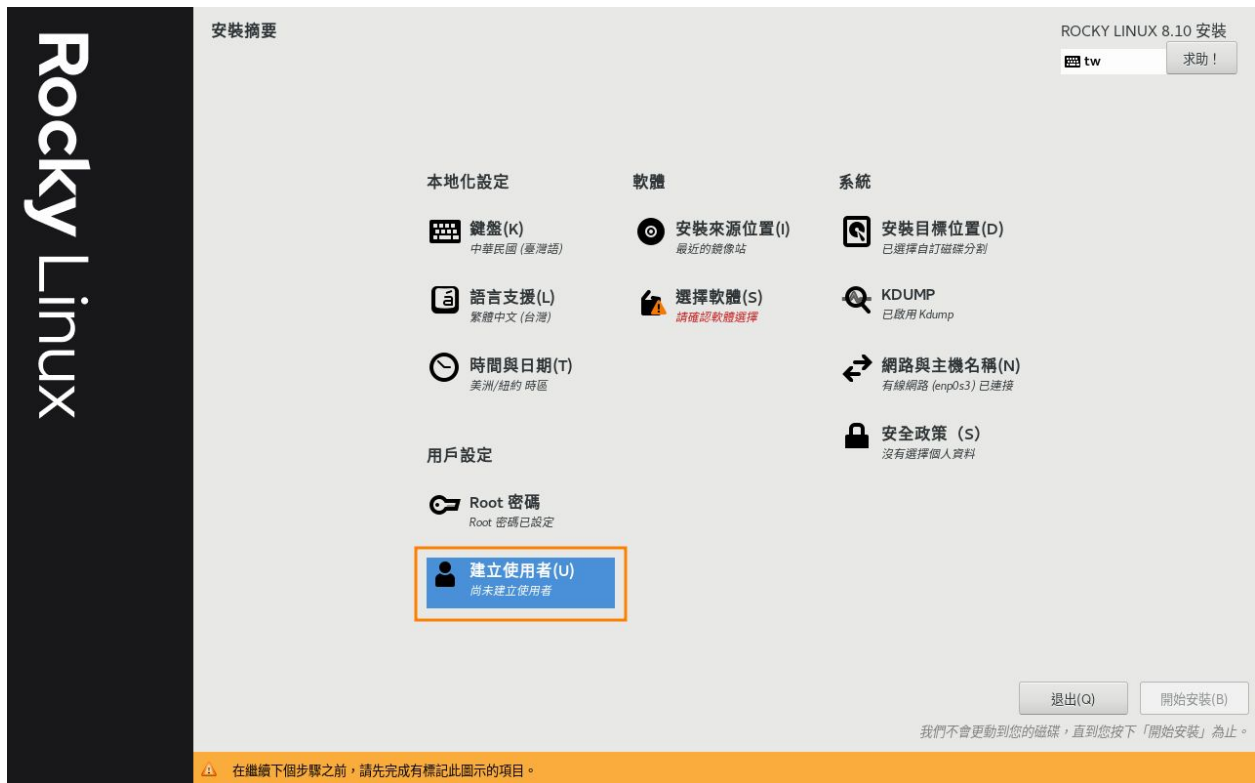 Rocky Linux
安裝摘要
ROCKY LINUX 8.10 安裝
tw
求助！
本地化設定
鍵盤(K)
中華民國 (臺灣語)
語言支援(L)
繁體中文 (台灣)
時間與日期(T)
美洲/紐約 時區
用戶設定
Root 密碼
Root 密碼已設定
建立使用者(U)
尚未建立使用者
軟體
安裝來源位置(I)
最近的鏡像站
選擇軟體(S)
請確認軟體選擇
系統
安裝目標位置(D)
已選擇自訂磁碟分割
KDUMP
已啟用 Kdump
網路與主機名稱(N)
有線網路 (enp0s3) 已連接
安全政策（S）
沒有選擇個人資料
退出(Q)
開始安裝(B)
我們不會更動到您的磁碟，直到您按下「開始安裝」為止。
在繼續下個步驟之前，請先完成有標記此圖示的項目。